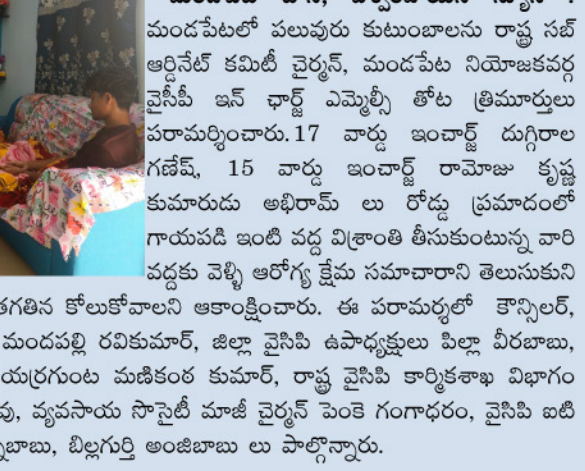 మండపేటలో పలువురు కుటుంబాలను రాష్ట్ర సబ్
ఆర్డినేట్ కమిటీ చైర్మన్, మండపేట నియోజకవర్గ
వైసీపీ ఇన్ ఛార్జ్ ఎమ్మెల్సీ తోట త్రిమూర్తులు
పరామర్శించారు. 17 వార్డు ఇంచార్జ్ దుగ్గిరాల
గణేష్, 15 వార్డు ఇంచార్జ్ రామోజు కృష్ణ
కుమారుడు అభిరామ్ లు రోడ్డు ప్రమాదంలో
గాయపడి ఇంటి వద్ద విశ్రాంతి తీసుకుంటున్న వారి
వద్దకు వెళ్ళి ఆరోగ్య క్షేమ సమాచారాని తెలుసుకుని
తగతిన కోలుకోవాలని ఆకాంక్షించారు. ఈ పరామర్శలో కౌన్సిలర్,
మందపల్లి రవికుమార్, జిల్లా వైసిపి ఉపాధ్యక్షులు పిల్లా వీరబాబు,
యర్రగుంట మణికంఠ కుమార్, రాష్ట్ర వైసిపి కార్మికశాఖ విభాగం
వు, వ్యవసాయ సొసైటీ మాజీ చైర్మన్ పెంకె గంగాధరం, వైసిపి ఐటి
బాబు, బిల్లగుర్తి అంజిబాబు లు పాల్గొన్నారు.